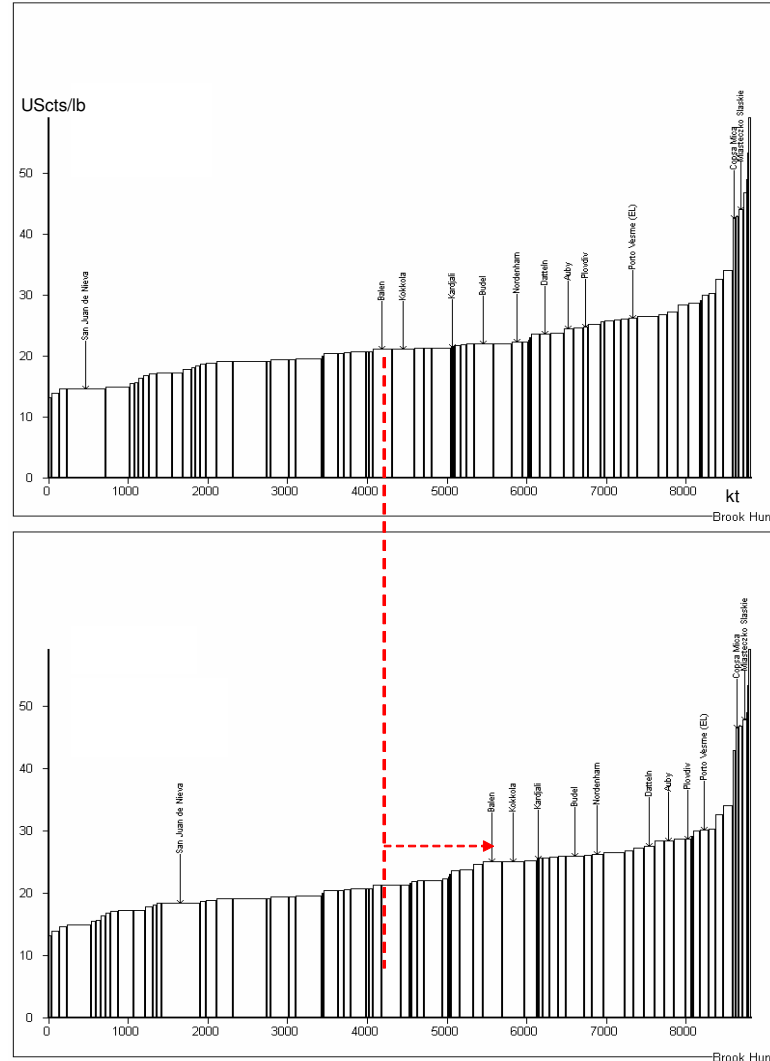 UScts/lb
Copsa Mica
Miasteczko Slaskie
50
40
30
20
10
0
San Juan de Nieva
Balen
Kokkola
Kardjali
Budel
Nordenham
Datteln
Auby
Plovdiv
Porto Vesme (EL)
0 1000 2000 3000 4000 5000 6000 7000 8000
kt
Brook Hun
Copsa Mica
Miasteczko Slaskie
50
40
30
20
10
0
San Juan de Nieva
Balen
Kokkola
Kardjali
Budel
Nordenham
Datteln
Auby
Plovdiv
Porto Vesme (EL)
0 1000 2000 3000 4000 5000 6000 7000 8000
Brook Hun